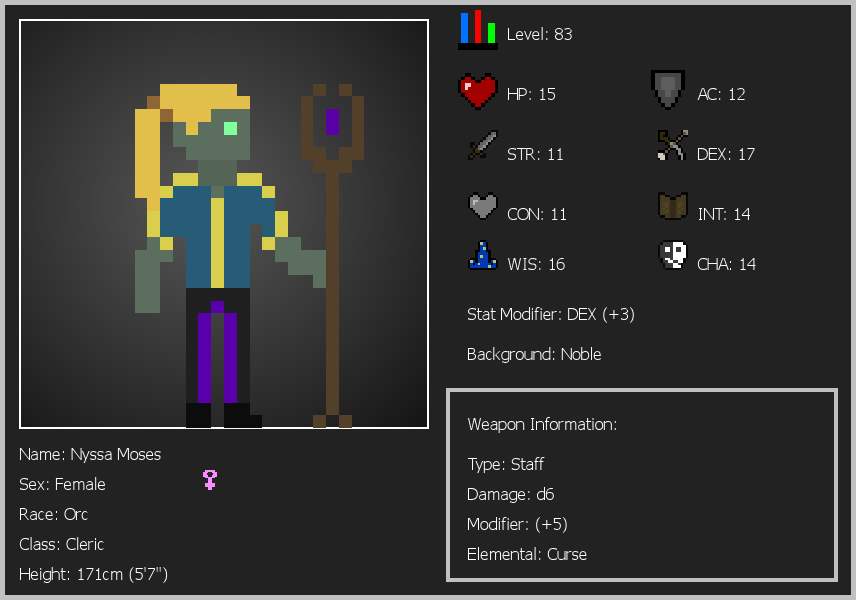 Level: 83
HP: 15
AC: 12
STR: 11
DEX: 17
CON: 11
INT: 14
WIS: 16
CHA: 14
Stat Modifier: DEX (+3)
Background: Noble
Weapon Information:
Type: Staff
Damage: d6
Modifier: (+5)
Elemental: Curse
Name: Nyssa Moses
Sex: Female
Race: Orc
Class: Cleric
Height: 171cm (5'7")